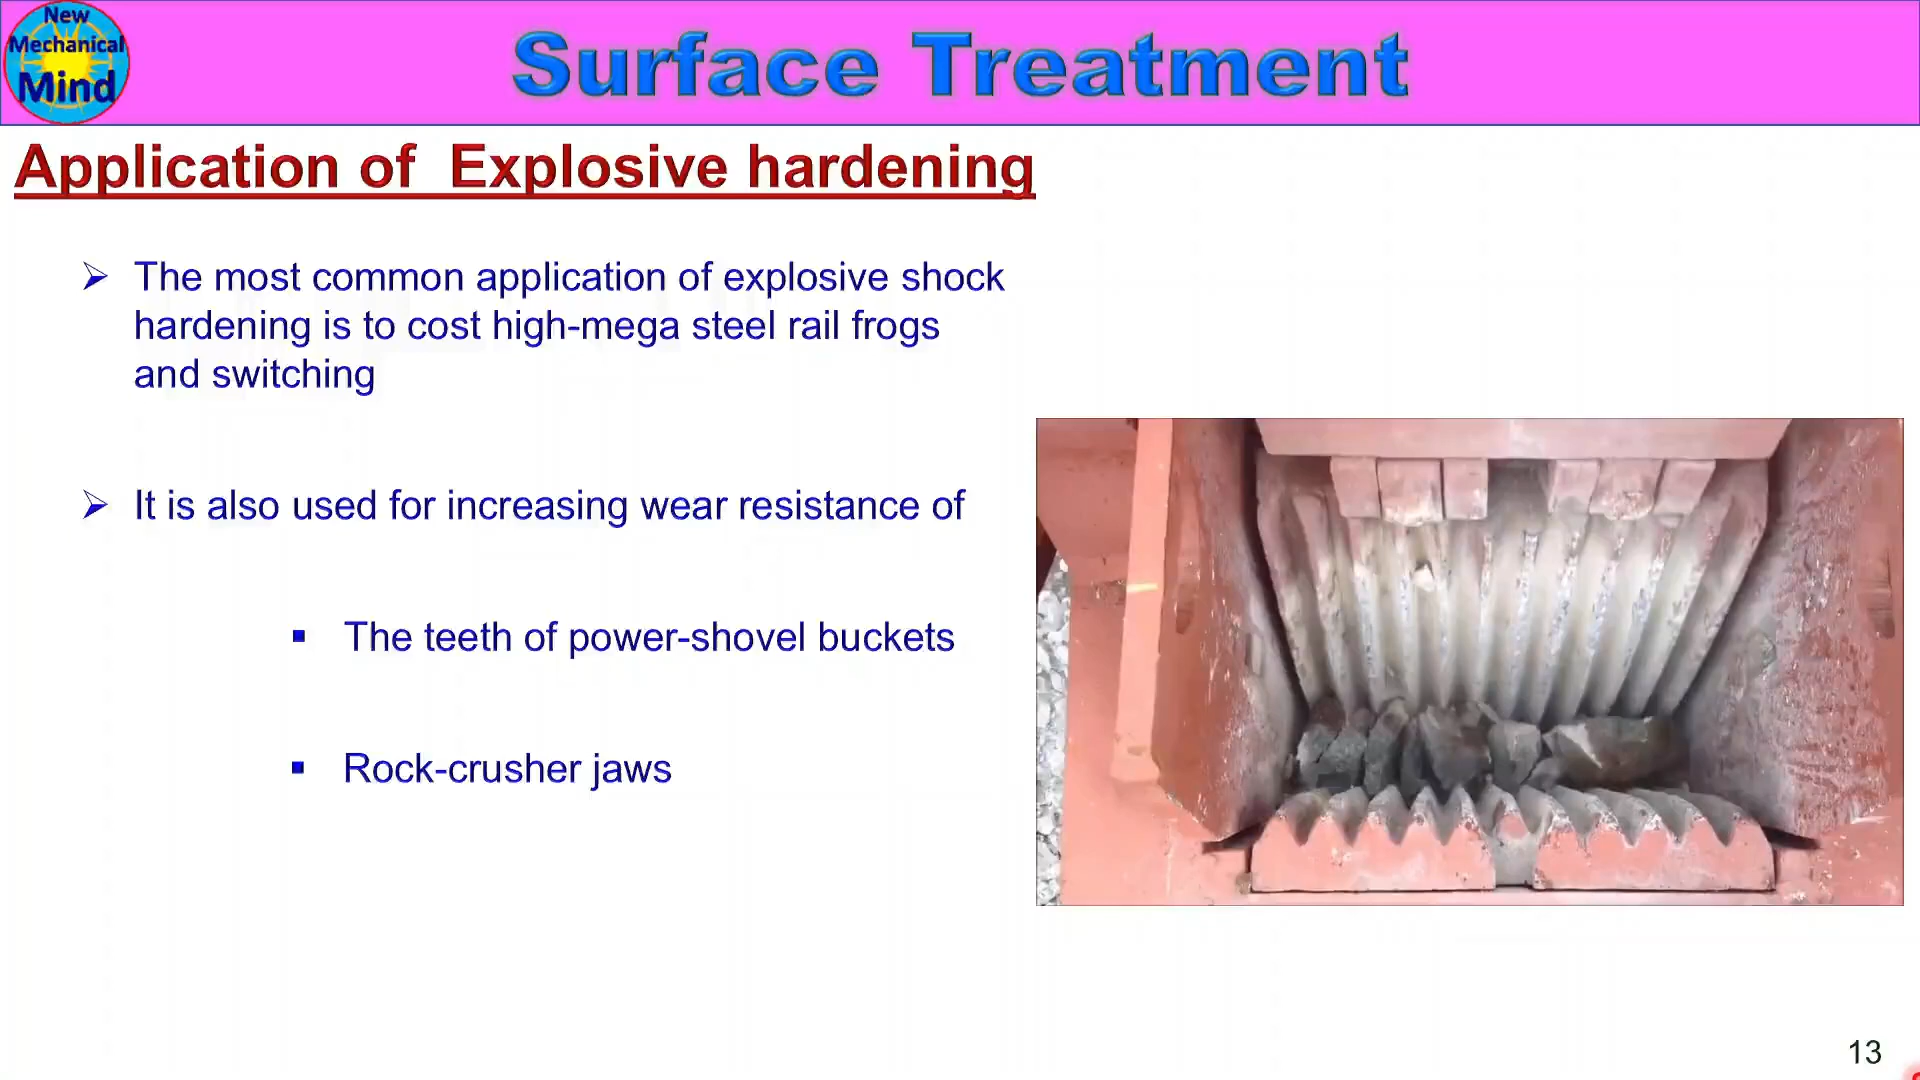 New
Mechanical
Mind
Surface Treatment
Application of Explosive hardening
The most common application of explosive shock
hardening is to cost high-mega steel rail frogs
and switching
It is also used for increasing wear resistance of
The teeth of power-shovel buckets
Rock-crusher jaws
13